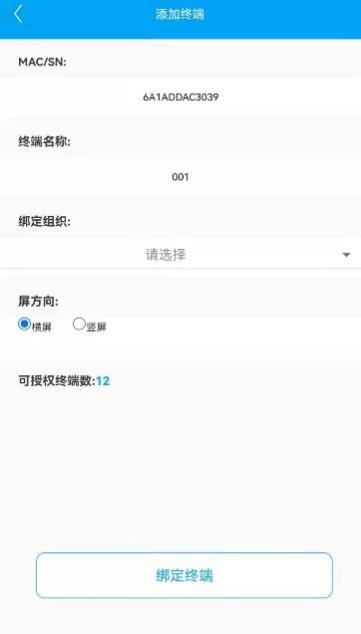 添加终端
MAC/SN:
6A1ADDAC3039
终端名称:
001
绑定组织:
请选择
屏方向:
横屏 竖屏
可授权终端数:12
绑定终端